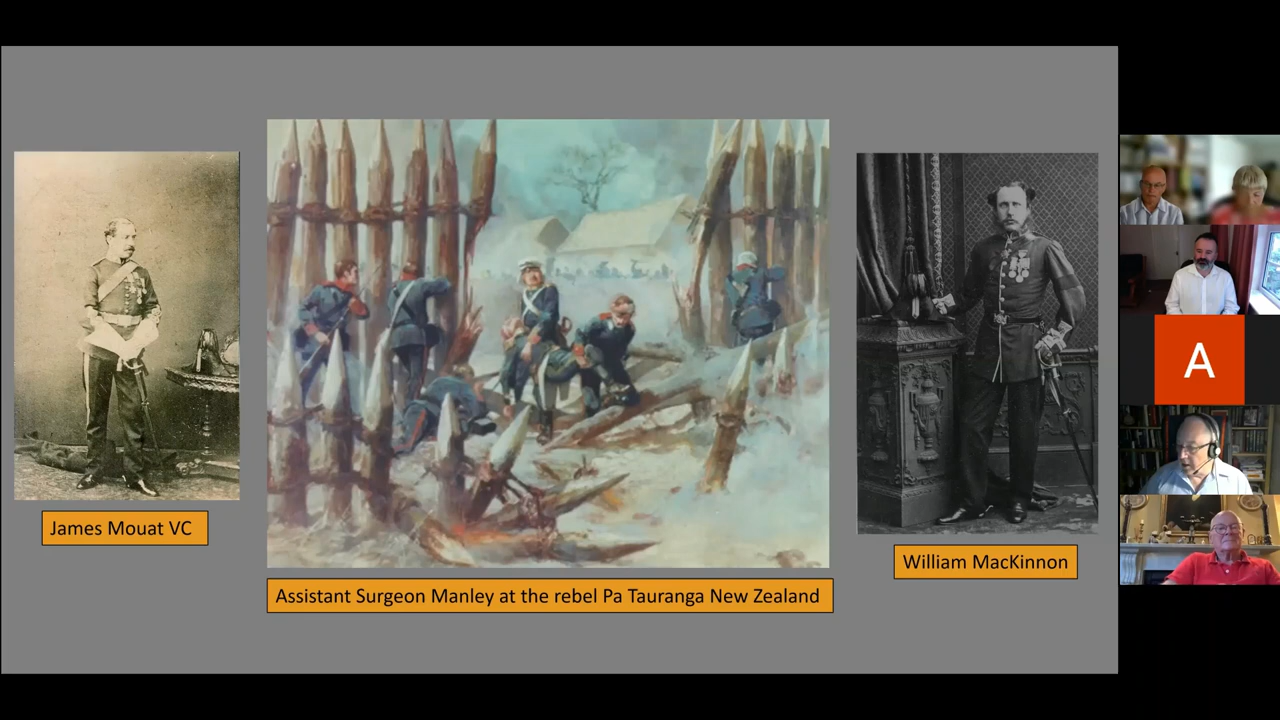 James Mouat VC
Assistant Surgeon Manley at the rebel Pa Tauranga New Zealand
William MacKinnon
A